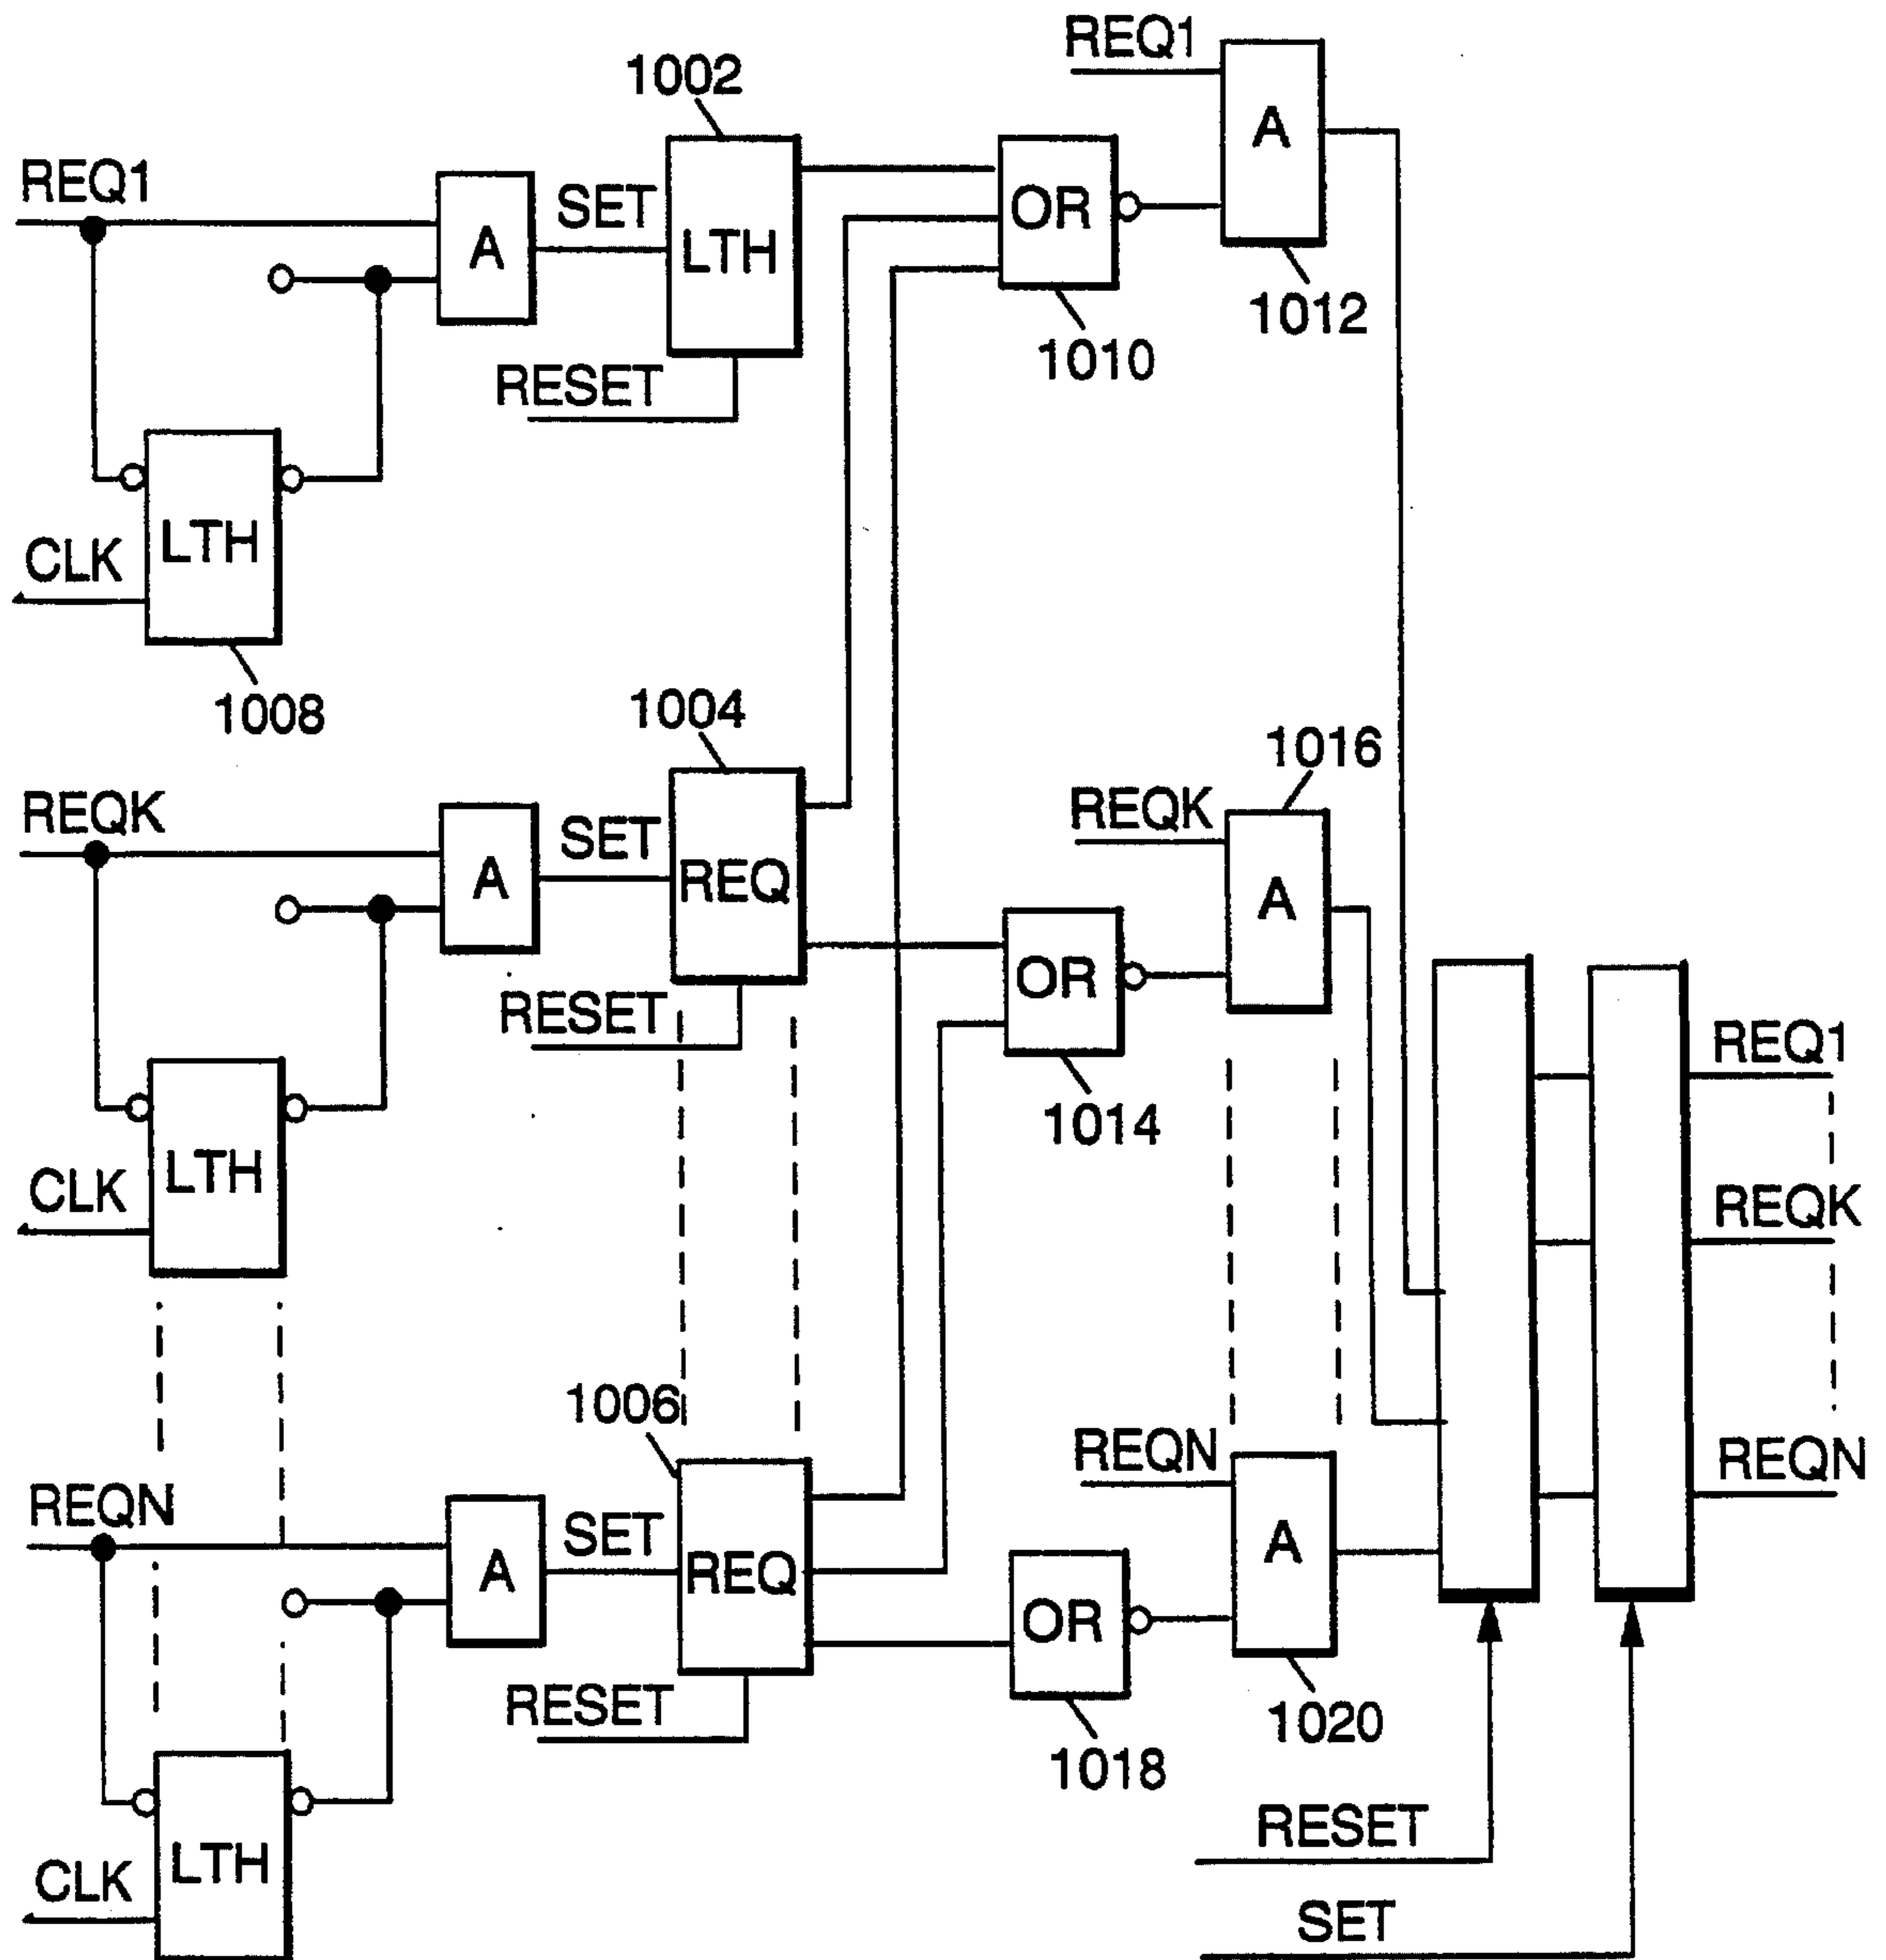 REQ1
1002
REQ1
A
SET
LTH
OR
A
1012
1010
RESET
CLK
LTH
1008
1004
1016
REQK
REQK
A
SET
REQ
A
OR
RESET
REQ1
1014
CLK
LTH
REQK
1006
REQN
REQN
REQN
A
SET
REQ
A
OR
RESET
1020
1018
RESET
CLK
LTH
SET